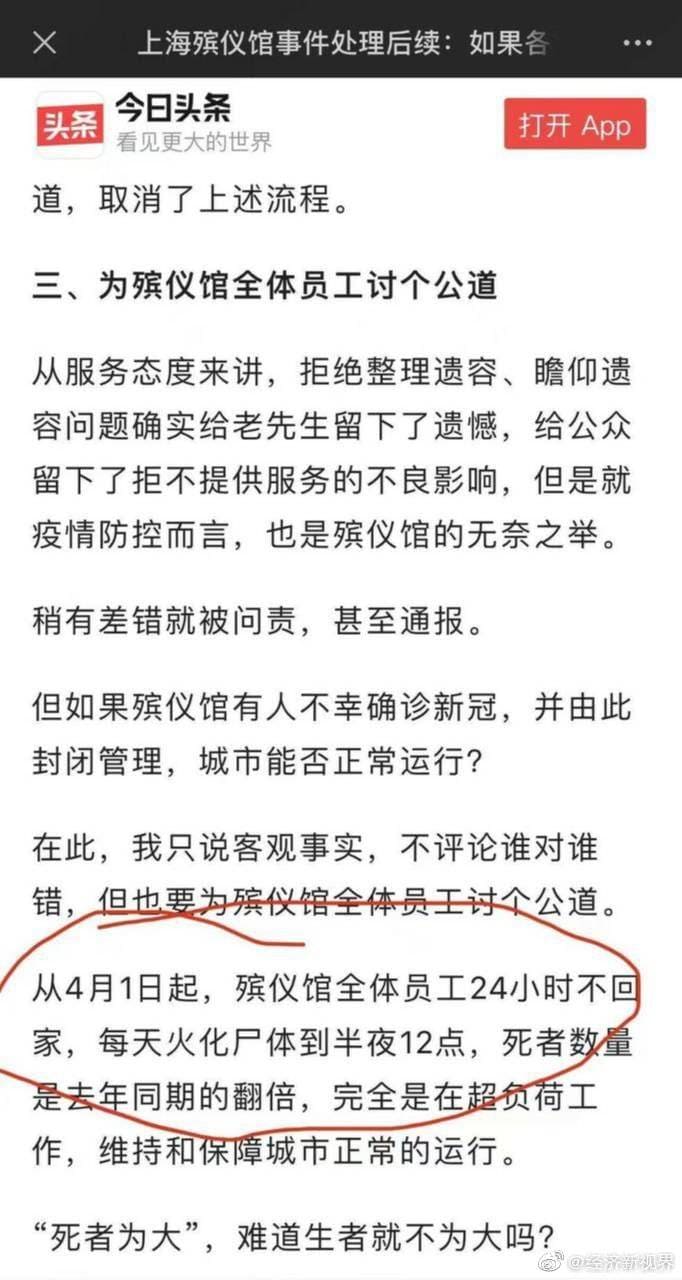 上海殡仪馆事件处理后续：如果各
头条
今日头条
看见更大的世界
打开 App
道，取消了上述流程。
三、为殡仪馆全体员工讨个公道
从服务态度来讲，拒绝整理遗容、瞻仰遗
容问题确实给老先生留下了遗憾，给公众
留下了拒不提供服务的不良影响，但是就
疫情防控而言，也是殡仪馆的无奈之举。
稍有差错就被问责，甚至通报。
但如果殡仪馆有人不幸确诊新冠，并由此
封闭管理，城市能否正常运行？
在此，我只说客观事实，不评论谁对谁
错，但也要为殡仪馆全体员工讨个公道。
从4月1日起，殡仪馆全体员工24小时不回
家，每天火化尸体到半夜12点，死者数量
是去年同期的翻倍，完全是在超负荷工
作，维持和保障城市正常的运行。
“死者为大”，难道生者就不为大吗？
@经济新视界